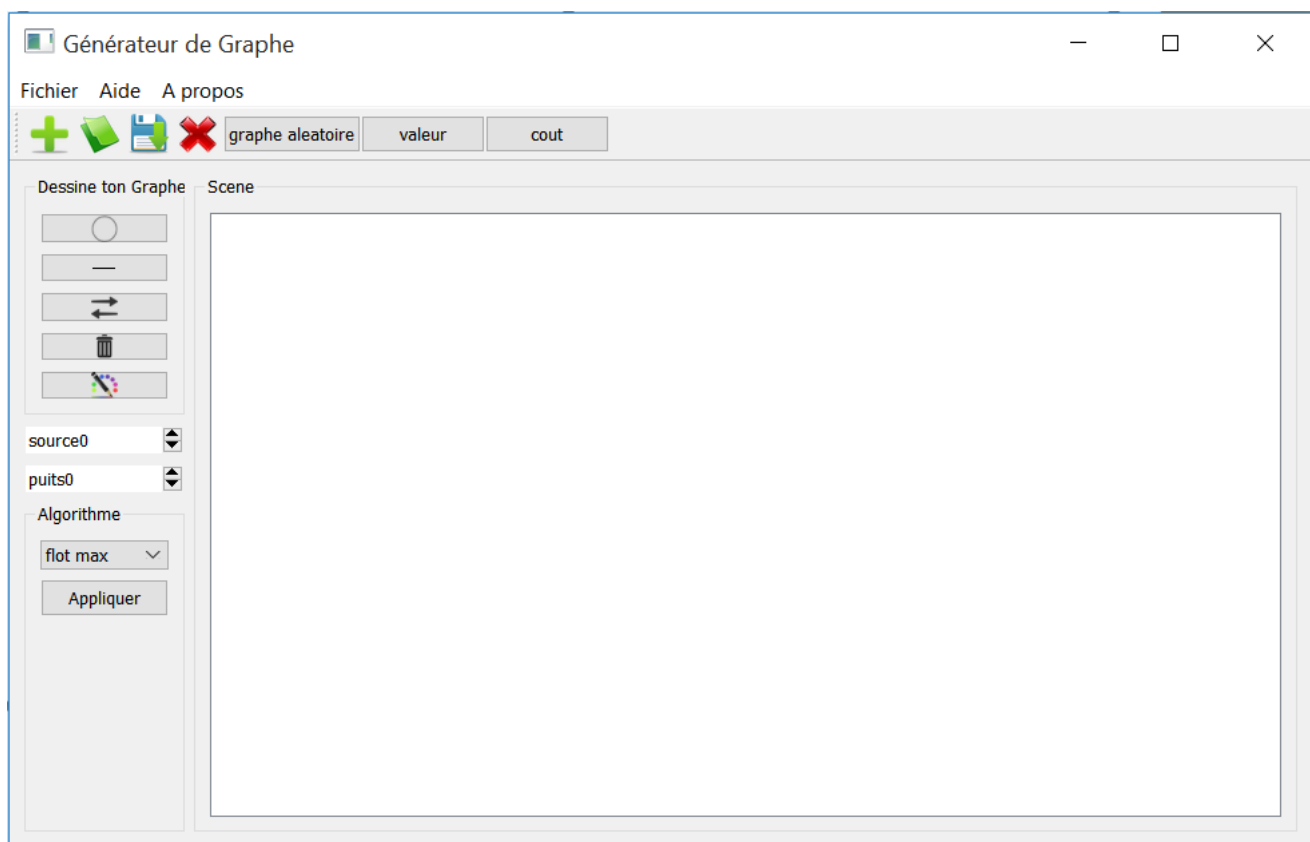 Générateur de Graphe
Fichier Aide A propos
graphe aleatoire valeur cout
Dessine ton Graphe Scene
source0
puits0
Algorithme
flot max
Appliquer